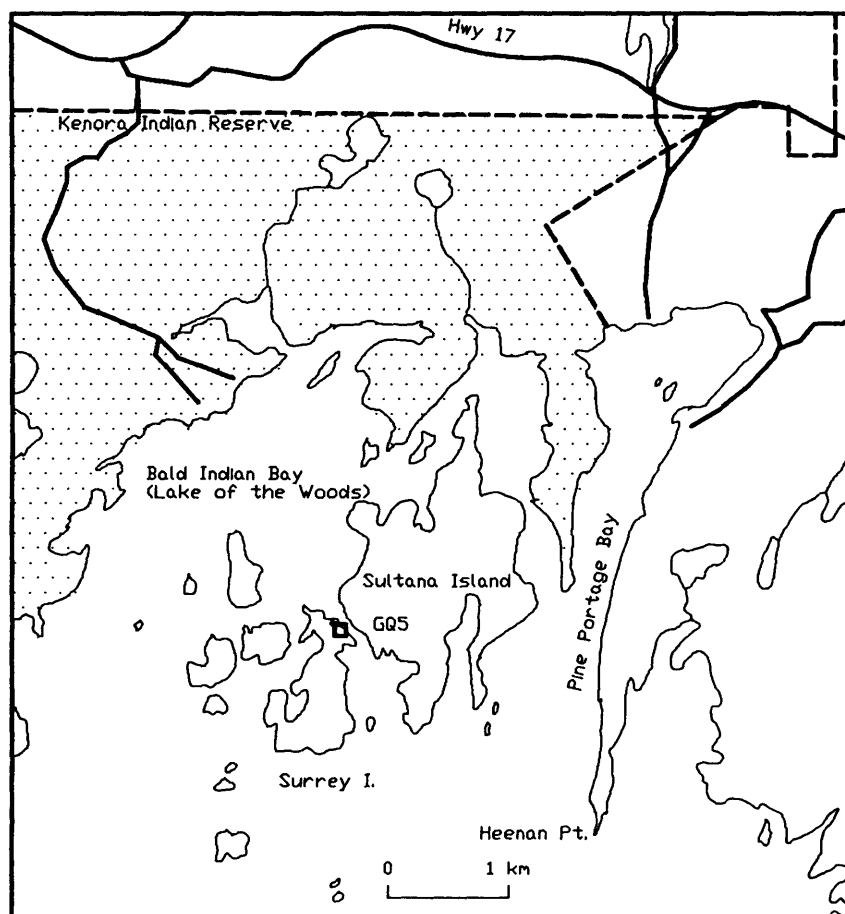 Hwy 17
Kenora Indian Reserve
Bald Indian Bay
(Lake of the Woods)
Sultana Island
GQ5
Pine Portage Bay
Surrey I.
Heenan Pt.
0 1 km